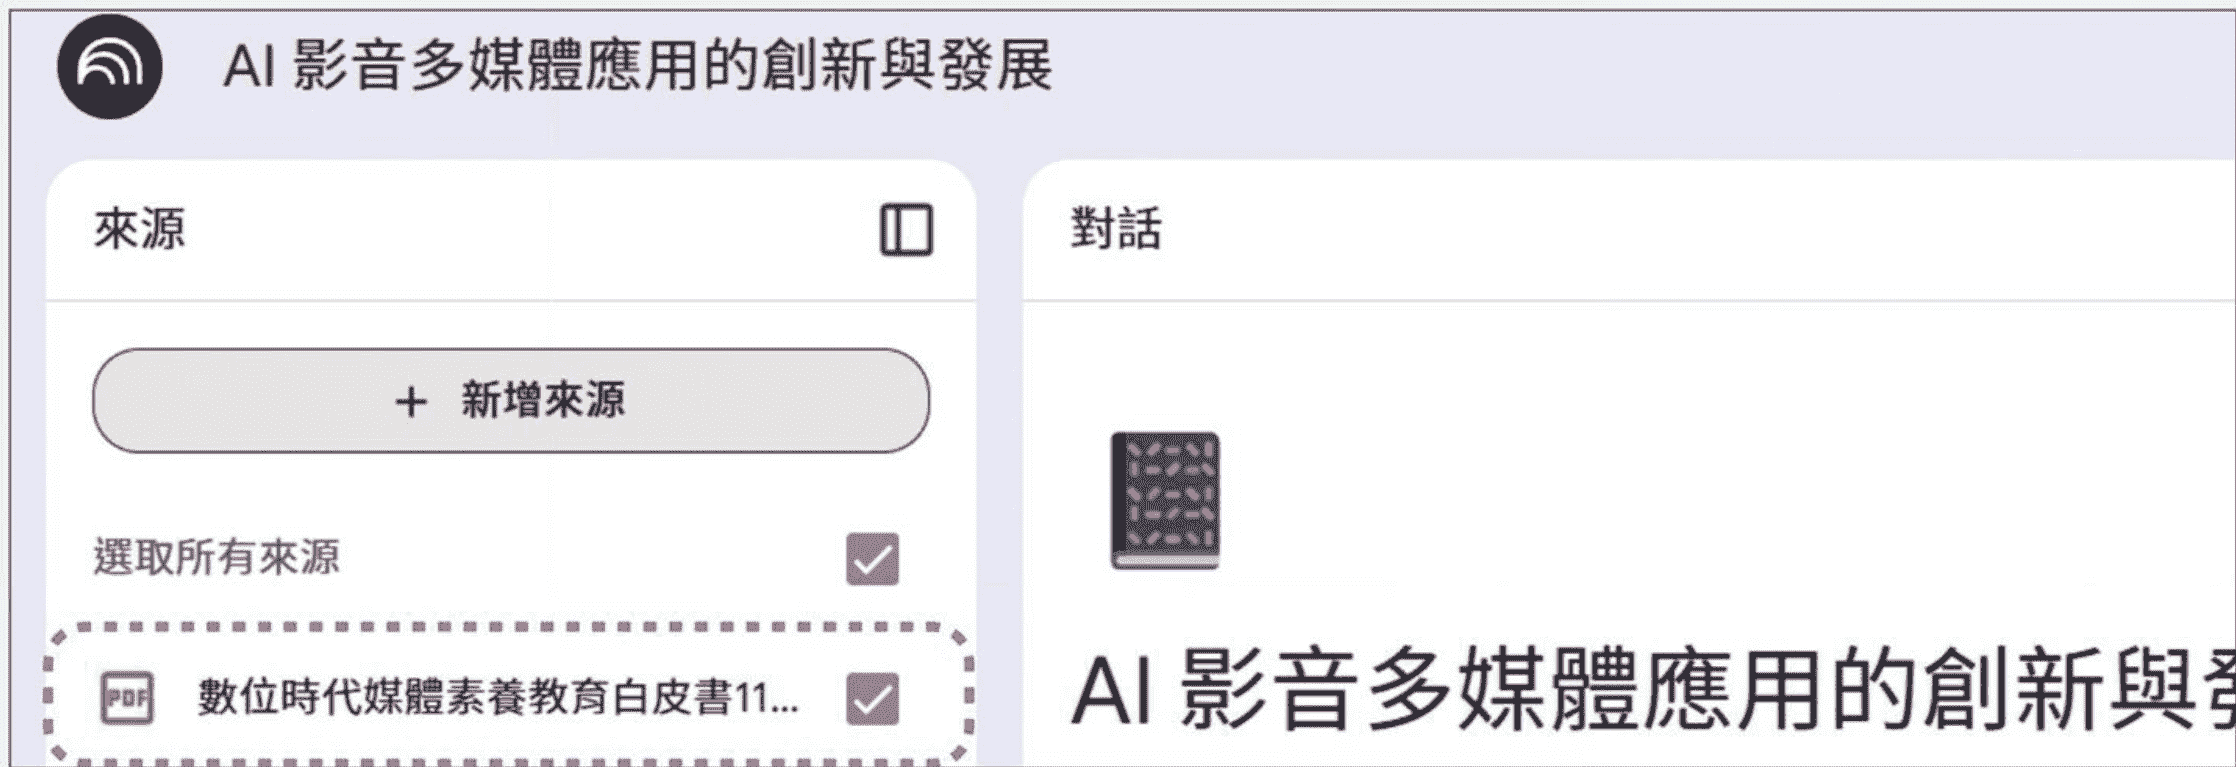 AI 影音多媒體應用的創新與發展
來源
對話
+ 新增來源
選取所有來源
PDF 數位時代媒體素養教育白皮書11...
AI 影音多媒體應用的創新與